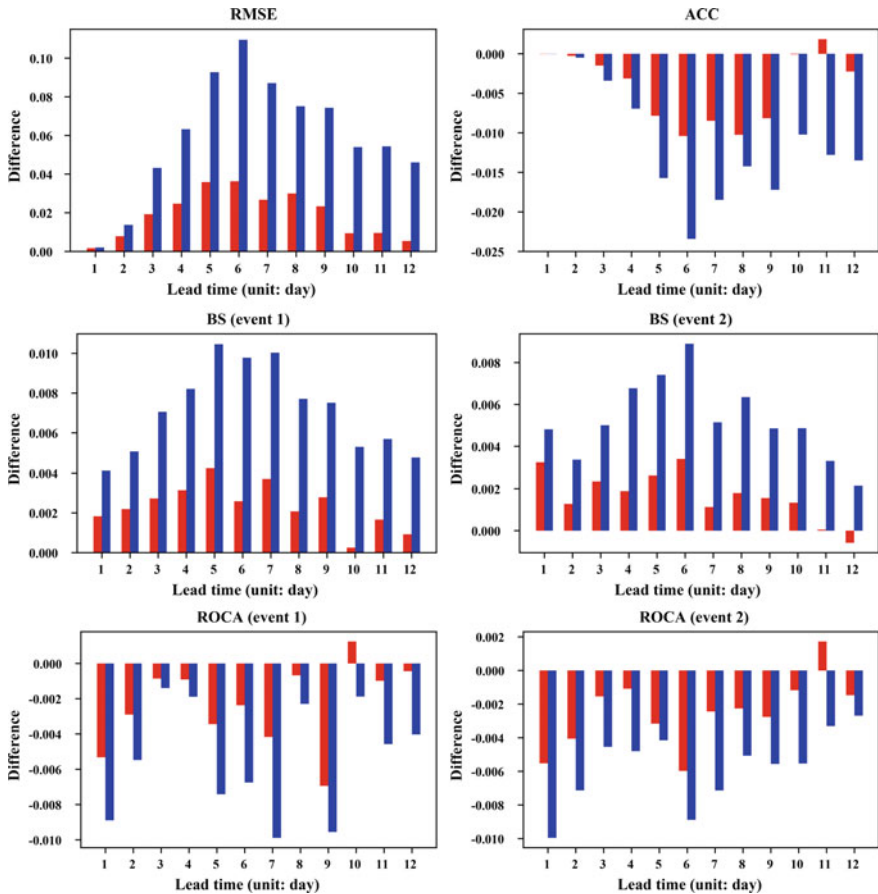 RMSE
ACC
Difference
0.10
0.08
0.06
0.04
0.02
0.00
1 2 3 4 5 6 7 8 9 10 11 12
Lead time (unit: day)
Difference
0.000
-0.005
-0.010
-0.015
-0.020
-0.025
1 2 3 4 5 6 7 8 9 10 11 12
Lead time (unit: day)
BS (event 1)
BS (event 2)
Difference
0.010
0.008
0.006
0.004
0.002
0.000
1 2 3 4 5 6 7 8 9 10 11 12
Lead time (unit: day)
Difference
0.008
0.006
0.004
0.002
0.000
1 2 3 4 5 6 7 8 9 10 11 12
Lead time (unit: day)
ROCA (event 1)
ROCA (event 2)
Difference
0.000
-0.002
-0.004
-0.006
-0.008
-0.010
1 2 3 4 5 6 7 8 9 10 11 12
Lead time (unit: day)
Difference
0.002
0.000
-0.002
-0.004
-0.006
-0.008
-0.010
1 2 3 4 5 6 7 8 9 10 11 12
Lead time (unit: day)